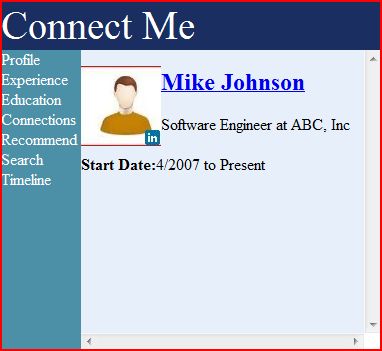 Connect Me
Profile
Experience
Education
Connections
Recommend
Search
Timeline
Mike Johnson
in
Software Engineer at ABC, Inc
Start Date:4/2007 to Present